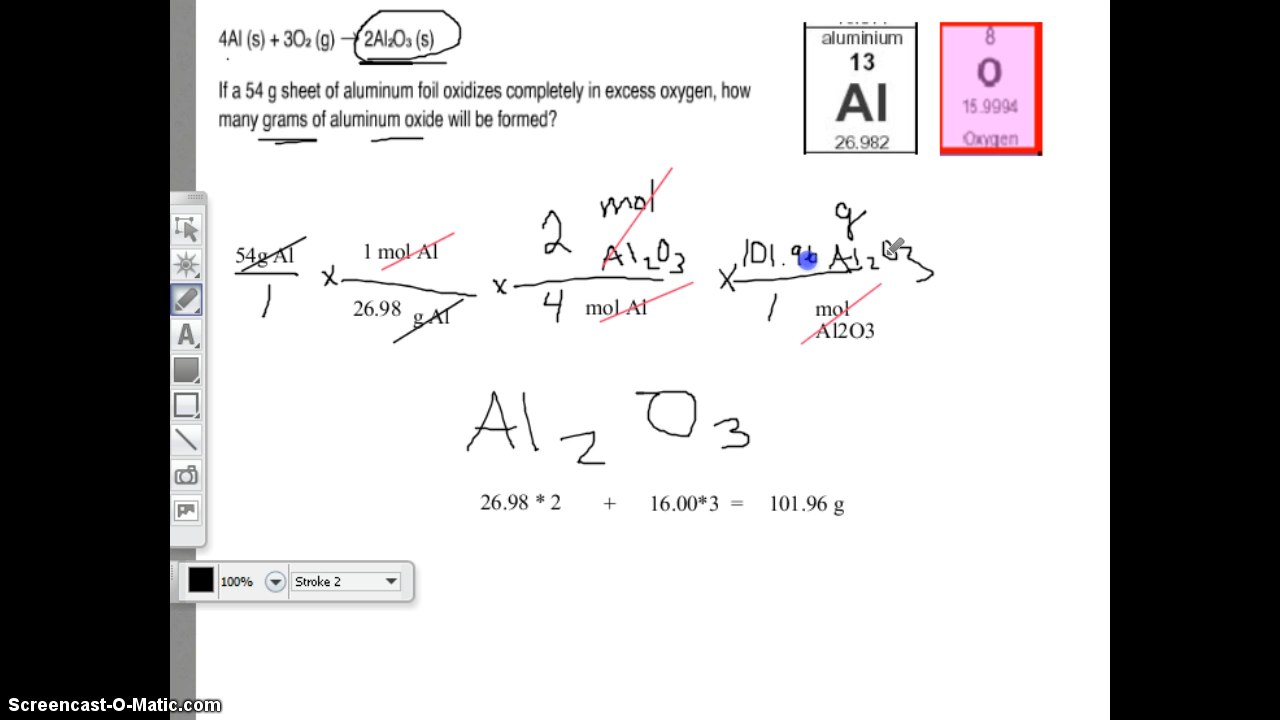 4Al (s) + 3O₂ (g) → 2Al₂O₃ (s)
If a 54 g sheet of aluminum foil oxidizes completely in excess oxygen, how
many grams of aluminum oxide will be formed?
aluminium
13
Al
26.982
8
O
15.9994
Oxygen
54g Al
1
x
1 mol Al
26.98 g Al
x
2 mol Al₂O₃
4 mol Al
x
101.96 g Al₂O₃
1 mol
Al2O3
Al₂O₃
26.98 * 2 + 16.00*3 = 101.96 g
A
100%
Stroke 2
Screencast-O-Matic.com